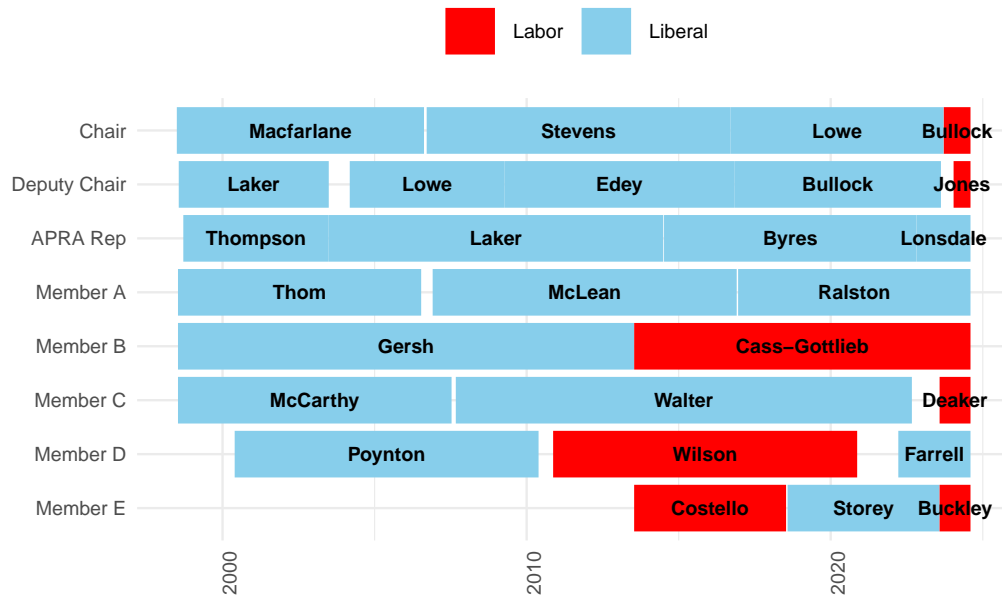 Labor Liberal
Chair Macfarlane Stevens Lowe Bullock
Deputy Chair Laker Lowe Edey Bullock Jones
APRA Rep Thompson Laker Byres Lonsdale
Member A Thom McLean Ralston
Member B Gersh Cass−Gottlieb
Member C McCarthy Walter Deaker
Member D Poynton Wilson Farrell
Member E Costello Storey Buckley
2000 2010 2020